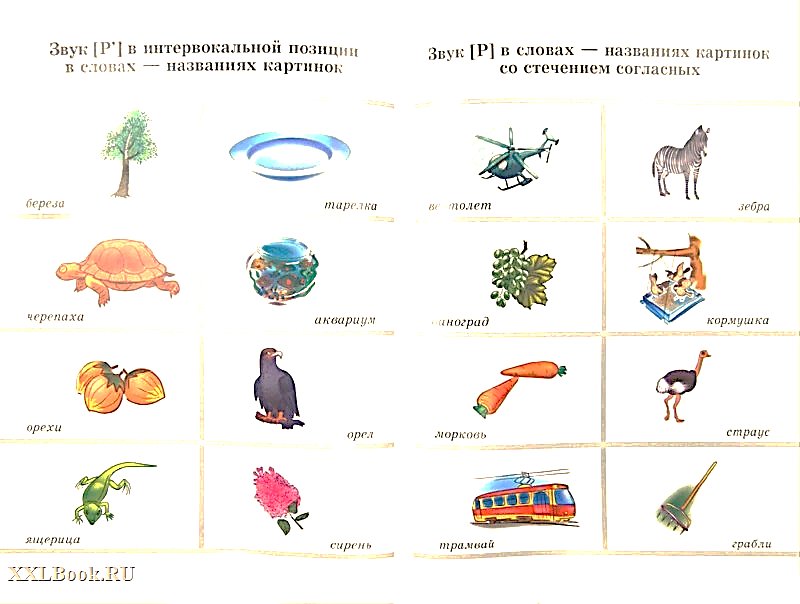 Звук [Р'] в интервокальной позиции
в словах — названиях картинок
береза
тарелка
черепаха
аквариум
орехи
орел
ящерица
сирень
Звук [Р] в словах — названиях картинок
со стечением согласных
зебра
виноград
кормушка
морковь
страус
трамвай
грабли
XXLBook.RU